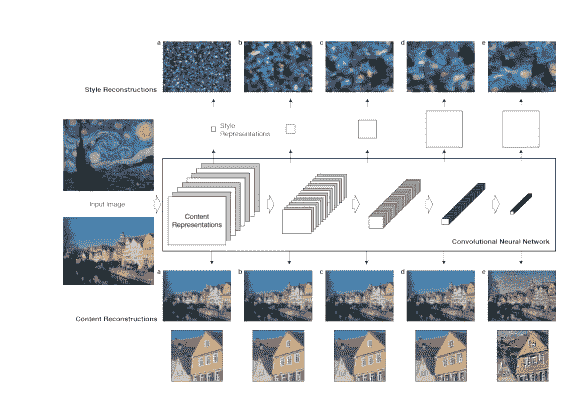 a b c d e
Style Reconstructions
Style
Representations
Input Image
Content
Representations
Convolutional Neural Network
a b c d e
Content Reconstructions